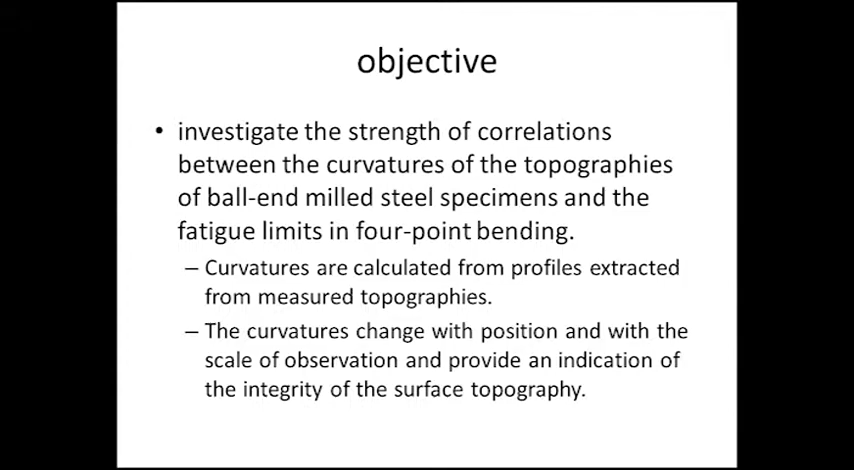 objective
• investigate the strength of correlations
between the curvatures of the topographies
of ball-end milled steel specimens and the
fatigue limits in four-point bending.
– Curvatures are calculated from profiles extracted
from measured topographies.
– The curvatures change with position and with the
scale of observation and provide an indication of
the integrity of the surface topography.